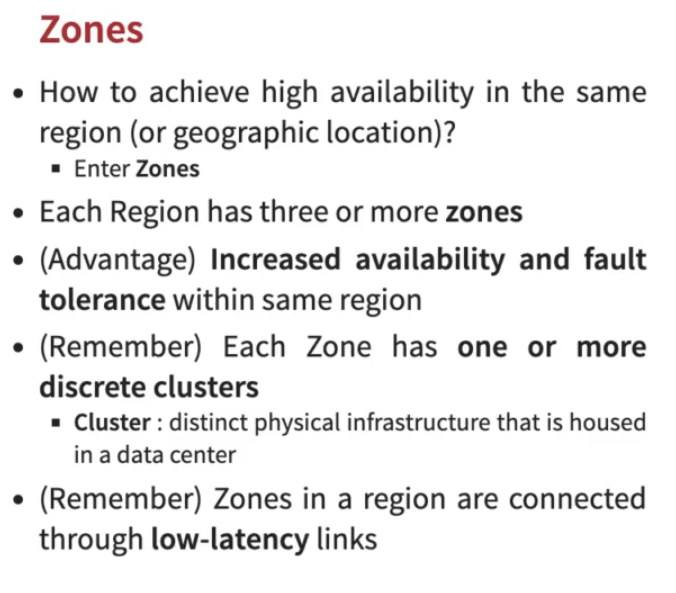 Zones
• How to achieve high availability in the same
region (or geographic location)?
▪ Enter Zones
• Each Region has three or more zones
• (Advantage) Increased availability and fault
tolerance within same region
• (Remember) Each Zone has one or more
discrete clusters
▪ Cluster : distinct physical infrastructure that is housed
in a data center
• (Remember) Zones in a region are connected
through low-latency links